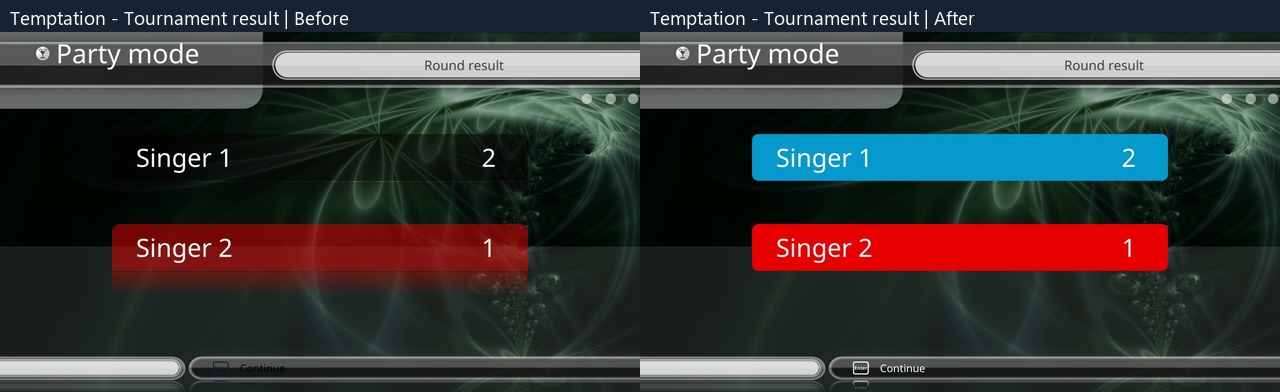 Temptation - Tournament result | Before
Party mode
Round result
Singer 1 2
Singer 2 1
Continue
Temptation - Tournament result | After
Party mode
Round result
Singer 1 2
Singer 2 1
Enter Continue